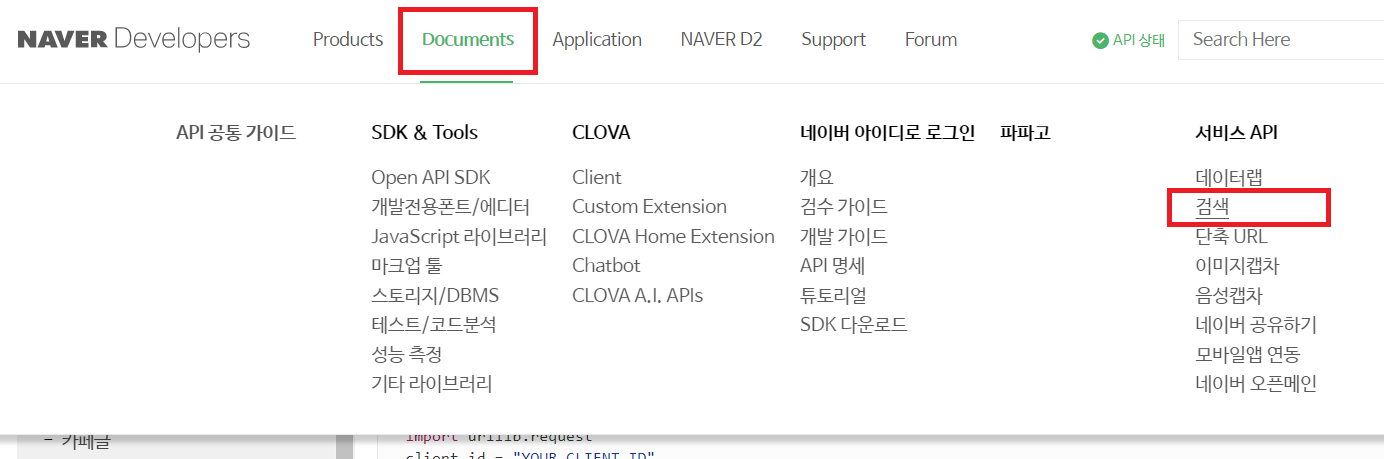 NAVER Developers
Products
Documents
Application
NAVER D2
Support
Forum
API 상태
Search Here
API 공통 가이드
SDK & Tools
Open API SDK
개발전용폰트/에디터
JavaScript 라이브러리
마크업 툴
스토리지/DBMS
테스트/코드분석
성능 측정
기타 라이브러리
CLOVA
Client
Custom Extension
CLOVA Home Extension
Chatbot
CLOVA A.I. APIs
네이버 아이디로 로그인
개요
검수 가이드
개발 가이드
API 명세
튜토리얼
SDK 다운로드
파파고
서비스 API
데이터랩
검색
단축 URL
이미지캡차
음성캡차
네이버 공유하기
모바일앱 연동
네이버 오픈메인
- 카페글
import urllib.request
client_id = "YOUR_CLIENT_ID"